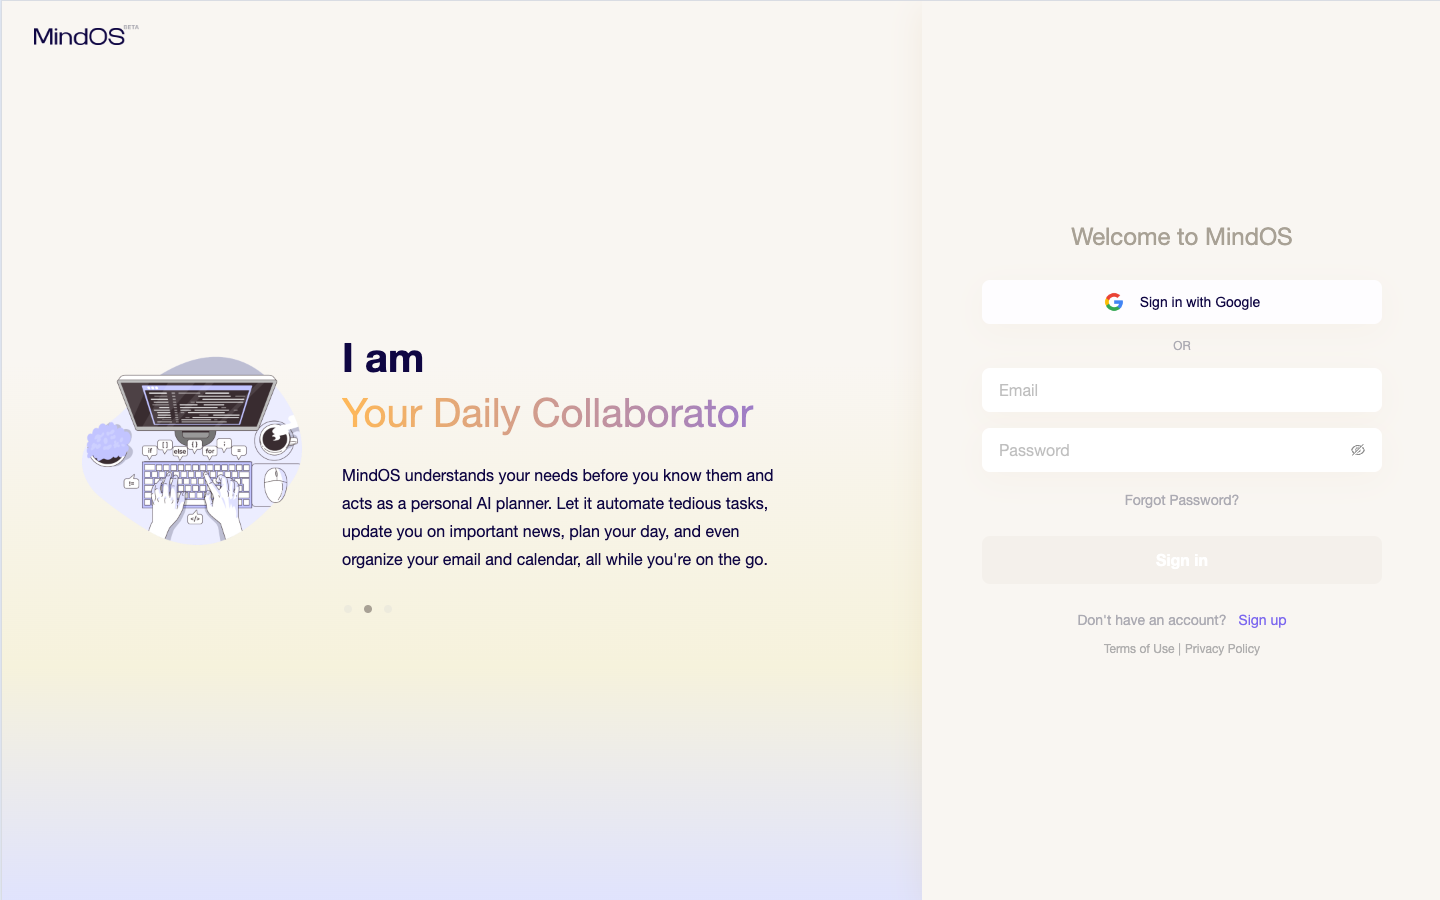 MindOS BETA
I am
Your Daily Collaborator
MindOS understands your needs before you know them and
acts as a personal AI planner. Let it automate tedious tasks,
update you on important news, plan your day, and even
organize your email and calendar, all while you're on the go.
if
[ ]
else
{ }
for
;
=
!=
</>
Welcome to MindOS
Sign in with Google
OR
Email
Password
Forgot Password?
Sign in
Don't have an account? Sign up
Terms of Use | Privacy Policy